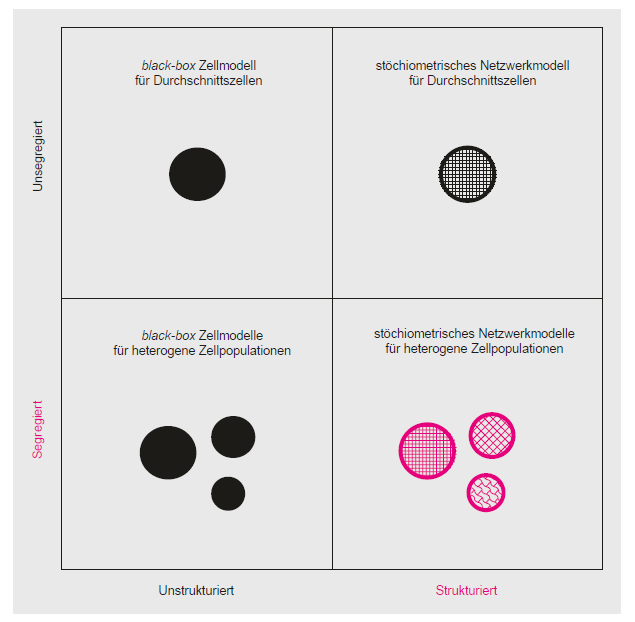 black-box Zellmodell
für Durchschnittszellen
stöchiometrisches Netzwerkmodell
für Durchschnittszellen
Unsegregiert
black-box Zellmodelle
für heterogene Zellpopulationen
stöchiometrisches Netzwerkmodelle
für heterogene Zellpopulationen
Segregiert
Unstrukturiert
Strukturiert